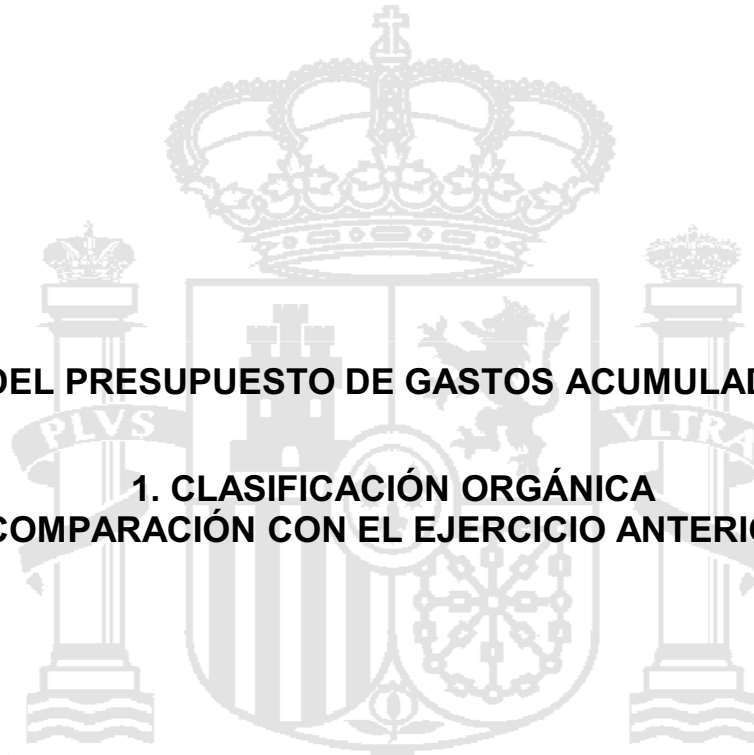 DEL PRESUPUESTO DE GASTOS ACUMULAD
1. CLASIFICACIÓN ORGÁNICA
COMPARACIÓN CON EL EJERCICIO ANTERIO
PLVS
VLTRA